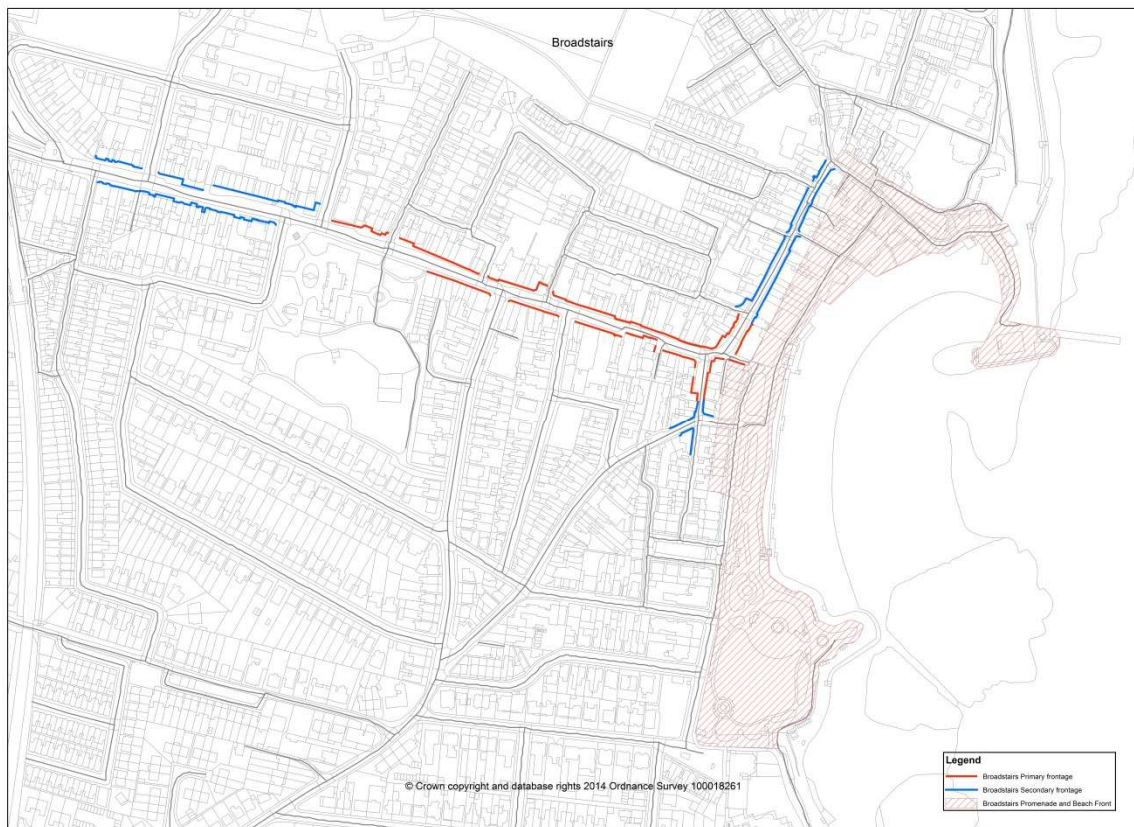 Broadstairs
© Crown copyright and database rights 2014 Ordnance Survey 100018261
Legend
Broadstairs Primary frontage
Broadstairs Secondary frontage
Broadstairs Promenade and Beach Front